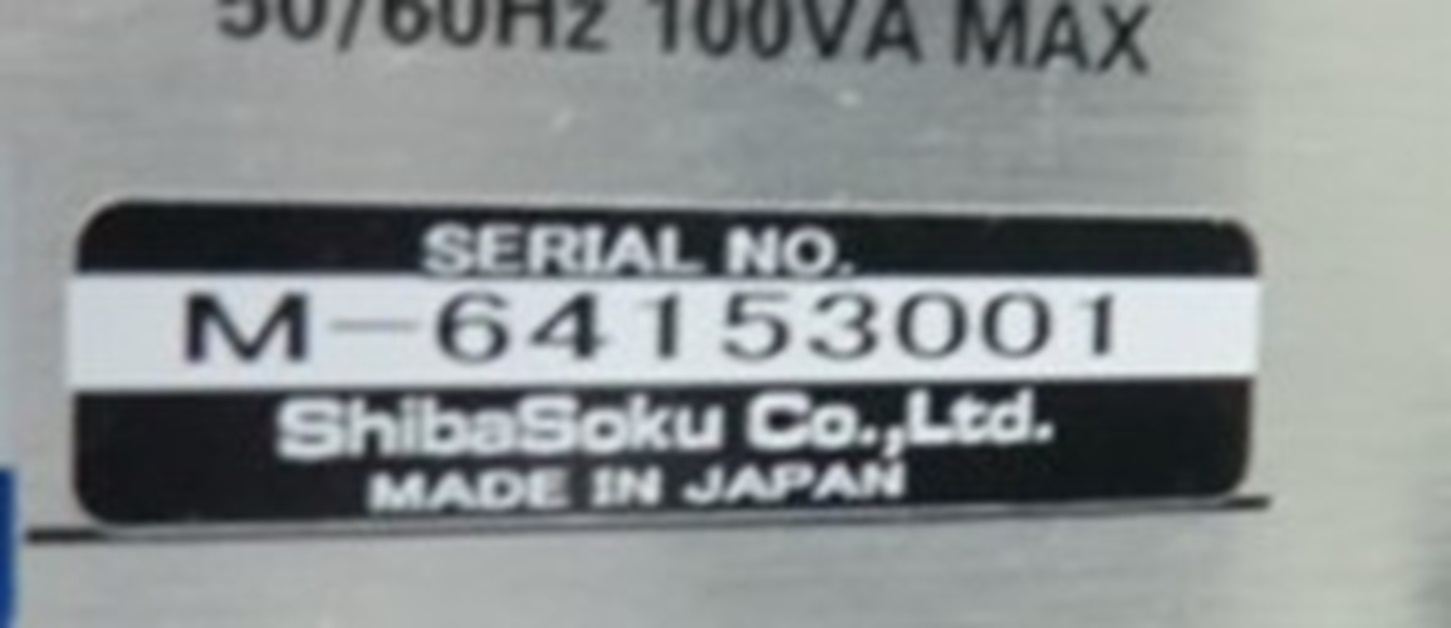 50/60Hz 100VA MAX
SERIAL NO.
M-64153001
ShibaSoku Co.,Ltd.
MADE IN JAPAN